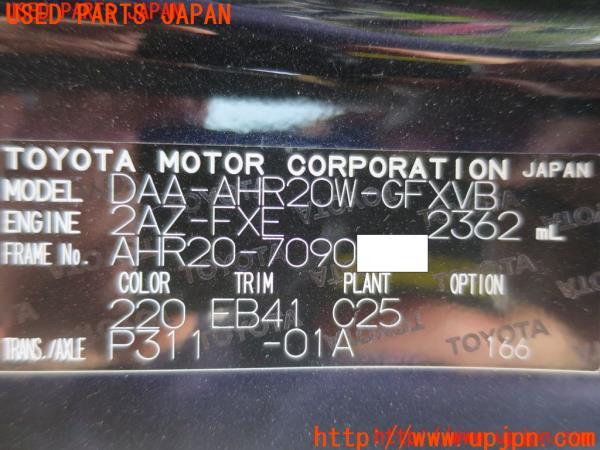 USED PARTS JAPAN
TOYOTA MOTOR CORPORATION JAPAN
MODEL DAA-AHR20W-GFXVB
ENGINE 2AZ-FXE 2362 mL
FRAME No. AHR20-7090
COLOR TRIM PLANT OPTION
220 EB41 C25
TRANS./AXLE P311 -01A 166
http://www.upjpn.com/